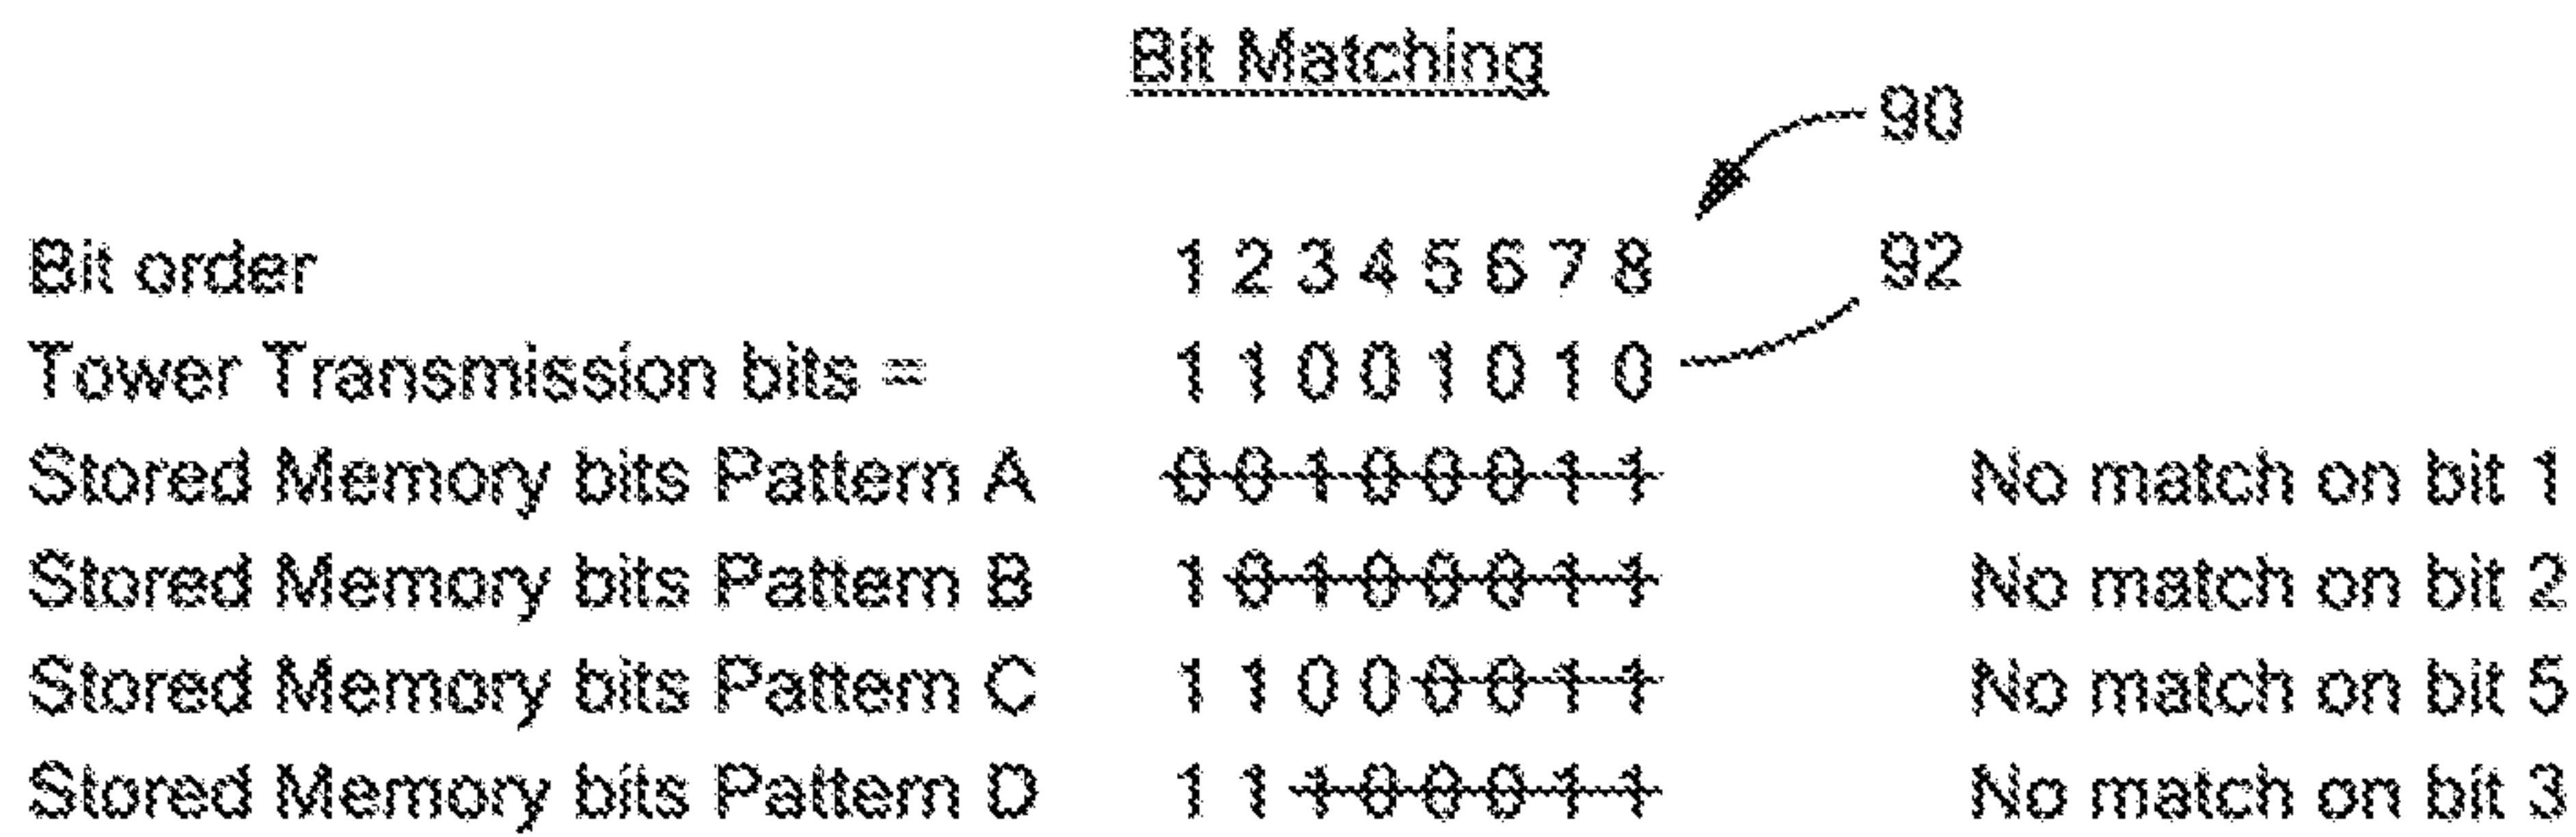 Bit Matching
90
Bit order 1 2 3 4 5 6 7 8 92
Tower Transmission bits = 1 1 0 0 1 0 1 0
Stored Memory bits Pattern A 0 0 1 0 0 0 1 1 No match on bit 1
Stored Memory bits Pattern B 1 0 1 0 0 0 1 1 No match on bit 2
Stored Memory bits Pattern C 1 1 0 0 0 0 1 1 No match on bit 5
Stored Memory bits Pattern D 1 1 1 0 0 0 1 1 No match on bit 3